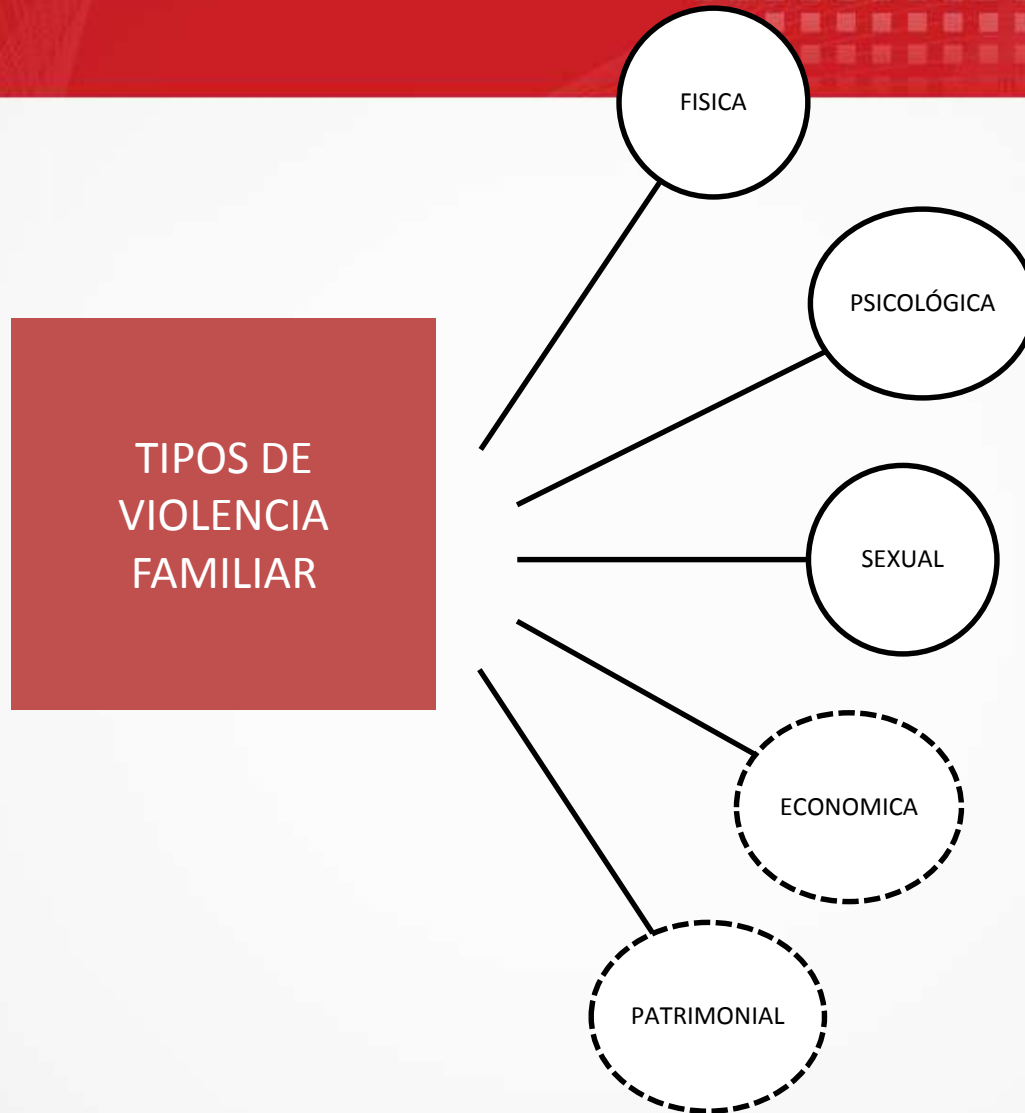 FISICA
PSICOLÓGICA
TIPOS DE
VIOLENCIA
FAMILIAR
SEXUAL
ECONOMICA
PATRIMONIAL